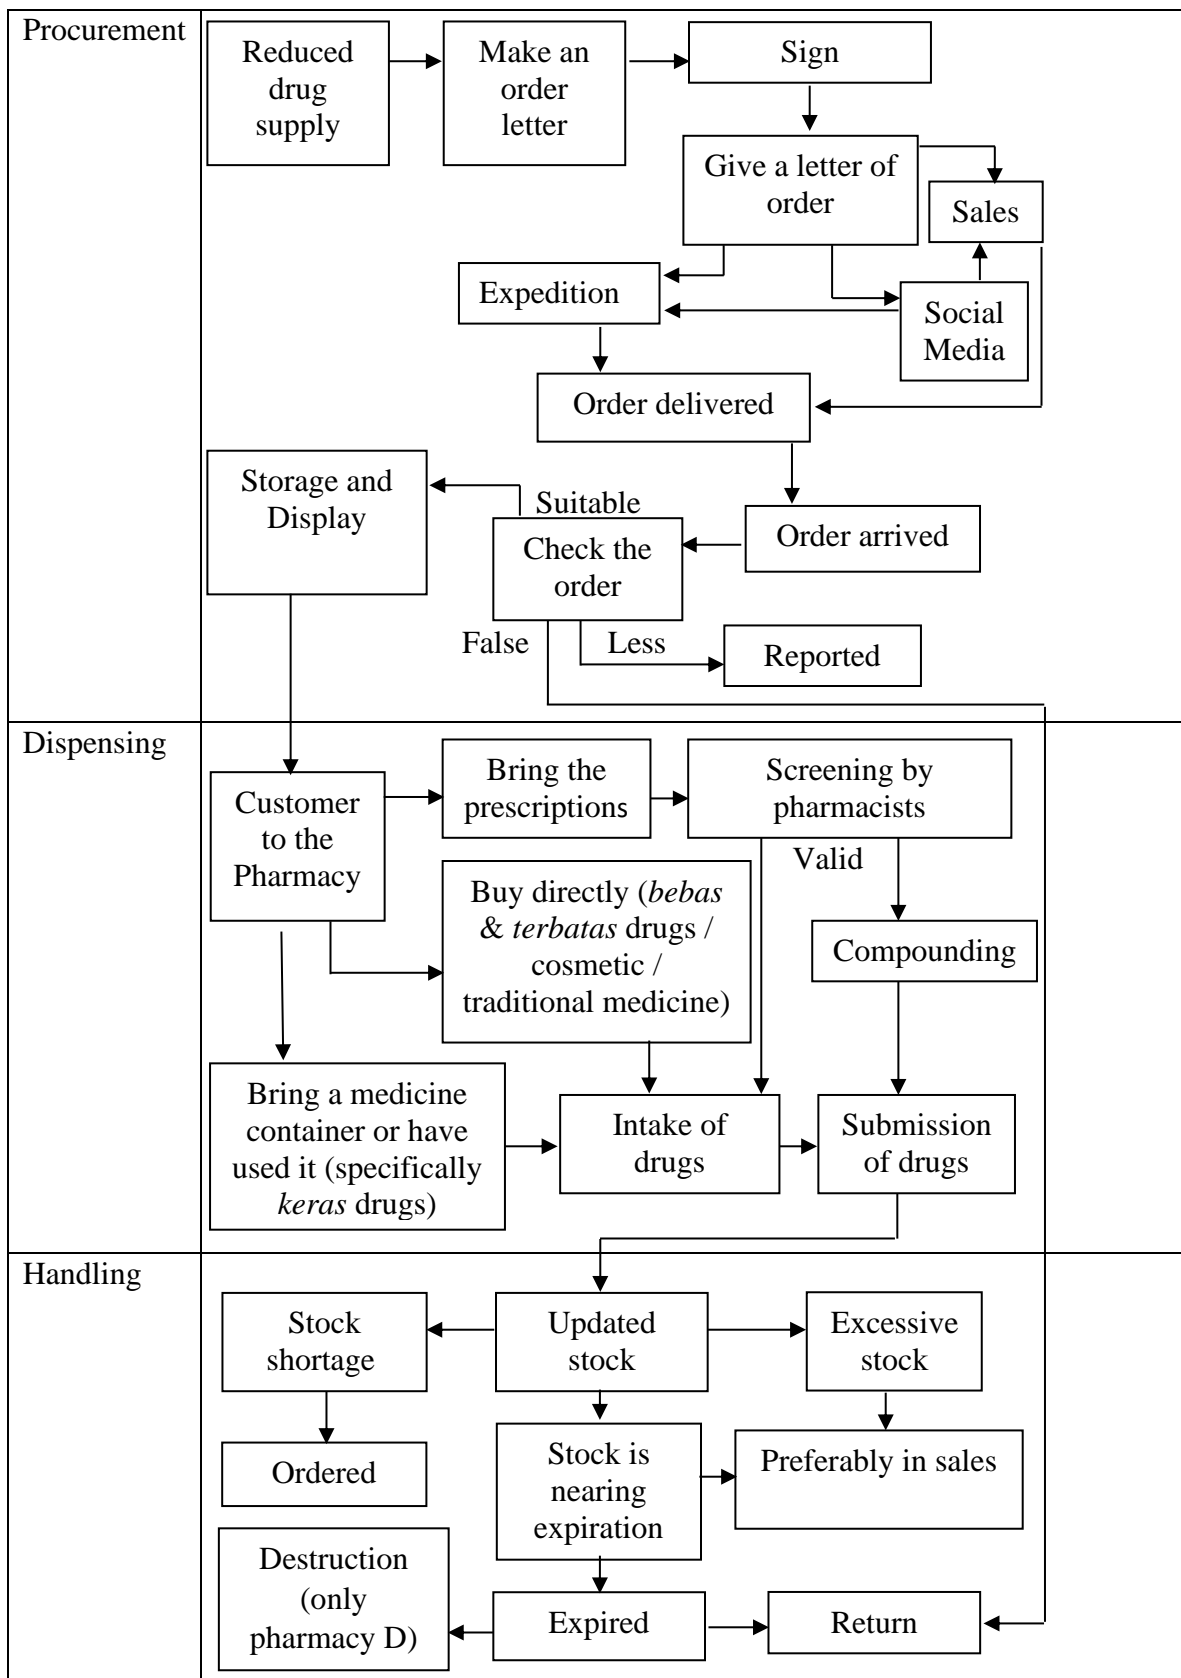 Procurement
Reduced
drug
supply
Make an
order
letter
Sign
Give a letter of
order
Sales
Expedition
Social
Media
Order delivered
Storage and
Display
Suitable
Order arrived
Check the
order
False
Less
Reported
Dispensing
Bring the
prescriptions
Screening by
pharmacists
Customer
to the
Pharmacy
Valid
Buy directly (bebas
& terbatas drugs /
cosmetic /
traditional medicine)
Compounding
Bring a medicine
container or have
used it (specifically
keras drugs)
Intake of
drugs
Submission
of drugs
Handling
Stock
shortage
Updated
stock
Excessive
stock
Ordered
Stock is
nearing
expiration
Preferably in sales
Destruction
(only
pharmacy D)
Expired
Return